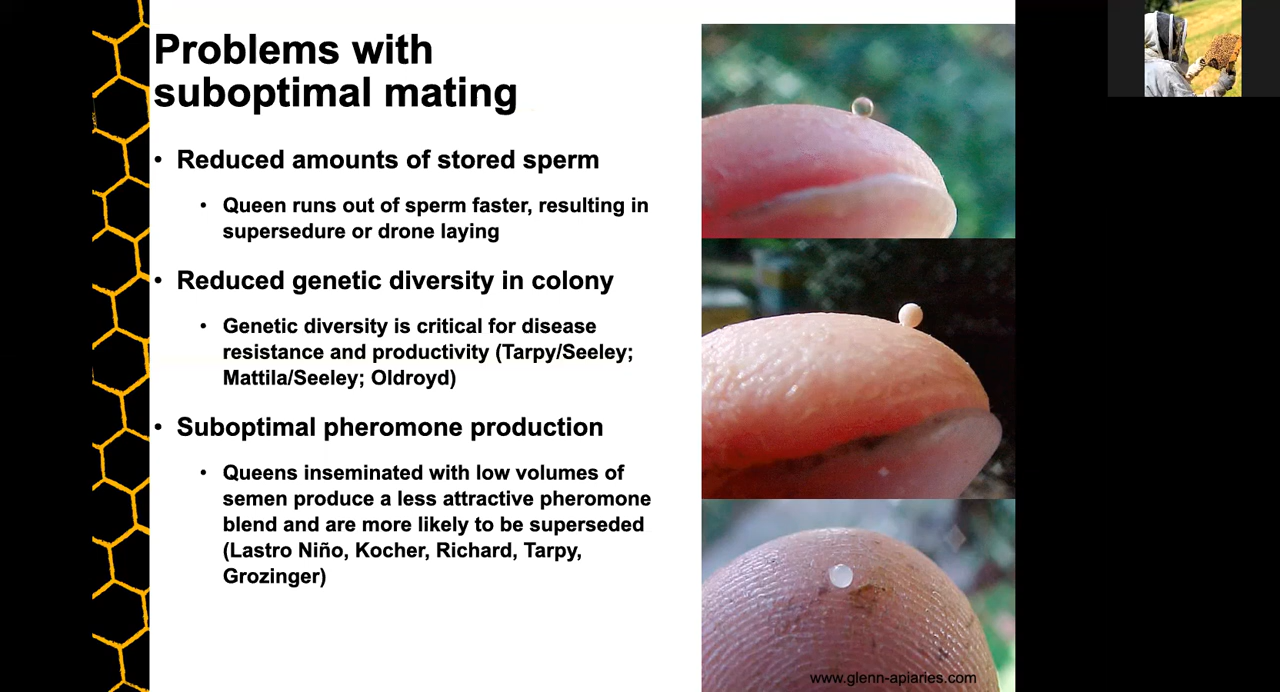 Problems with
suboptimal mating
• Reduced amounts of stored sperm
• Queen runs out of sperm faster, resulting in
supersedure or drone laying
• Reduced genetic diversity in colony
• Genetic diversity is critical for disease
resistance and productivity (Tarpy/Seeley;
Mattila/Seeley; Oldroyd)
• Suboptimal pheromone production
• Queens inseminated with low volumes of
semen produce a less attractive pheromone
blend and are more likely to be superseded
(Lastro Niño, Kocher, Richard, Tarpy,
Grozinger)
www.glenn-apiaries.com